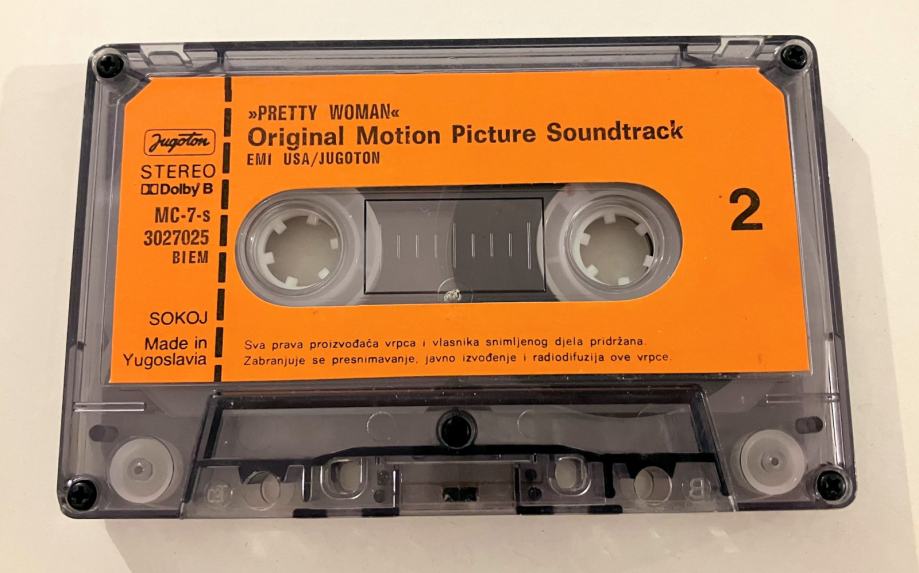 »PRETTY WOMAN«
Original Motion Picture Soundtrack
EMI USA/JUGOTON
Jugoton
STEREO
Dolby B
MC-7-s
3027025
BIEM
SOKOJ
Made in
Yugoslavia
2
Sva prava proizvođača vrpca i vlasnika snimljenog djela pridržana.
Zabranjuje se presnimavanje, javno izvođenje i radiodifuzija ove vrpce.